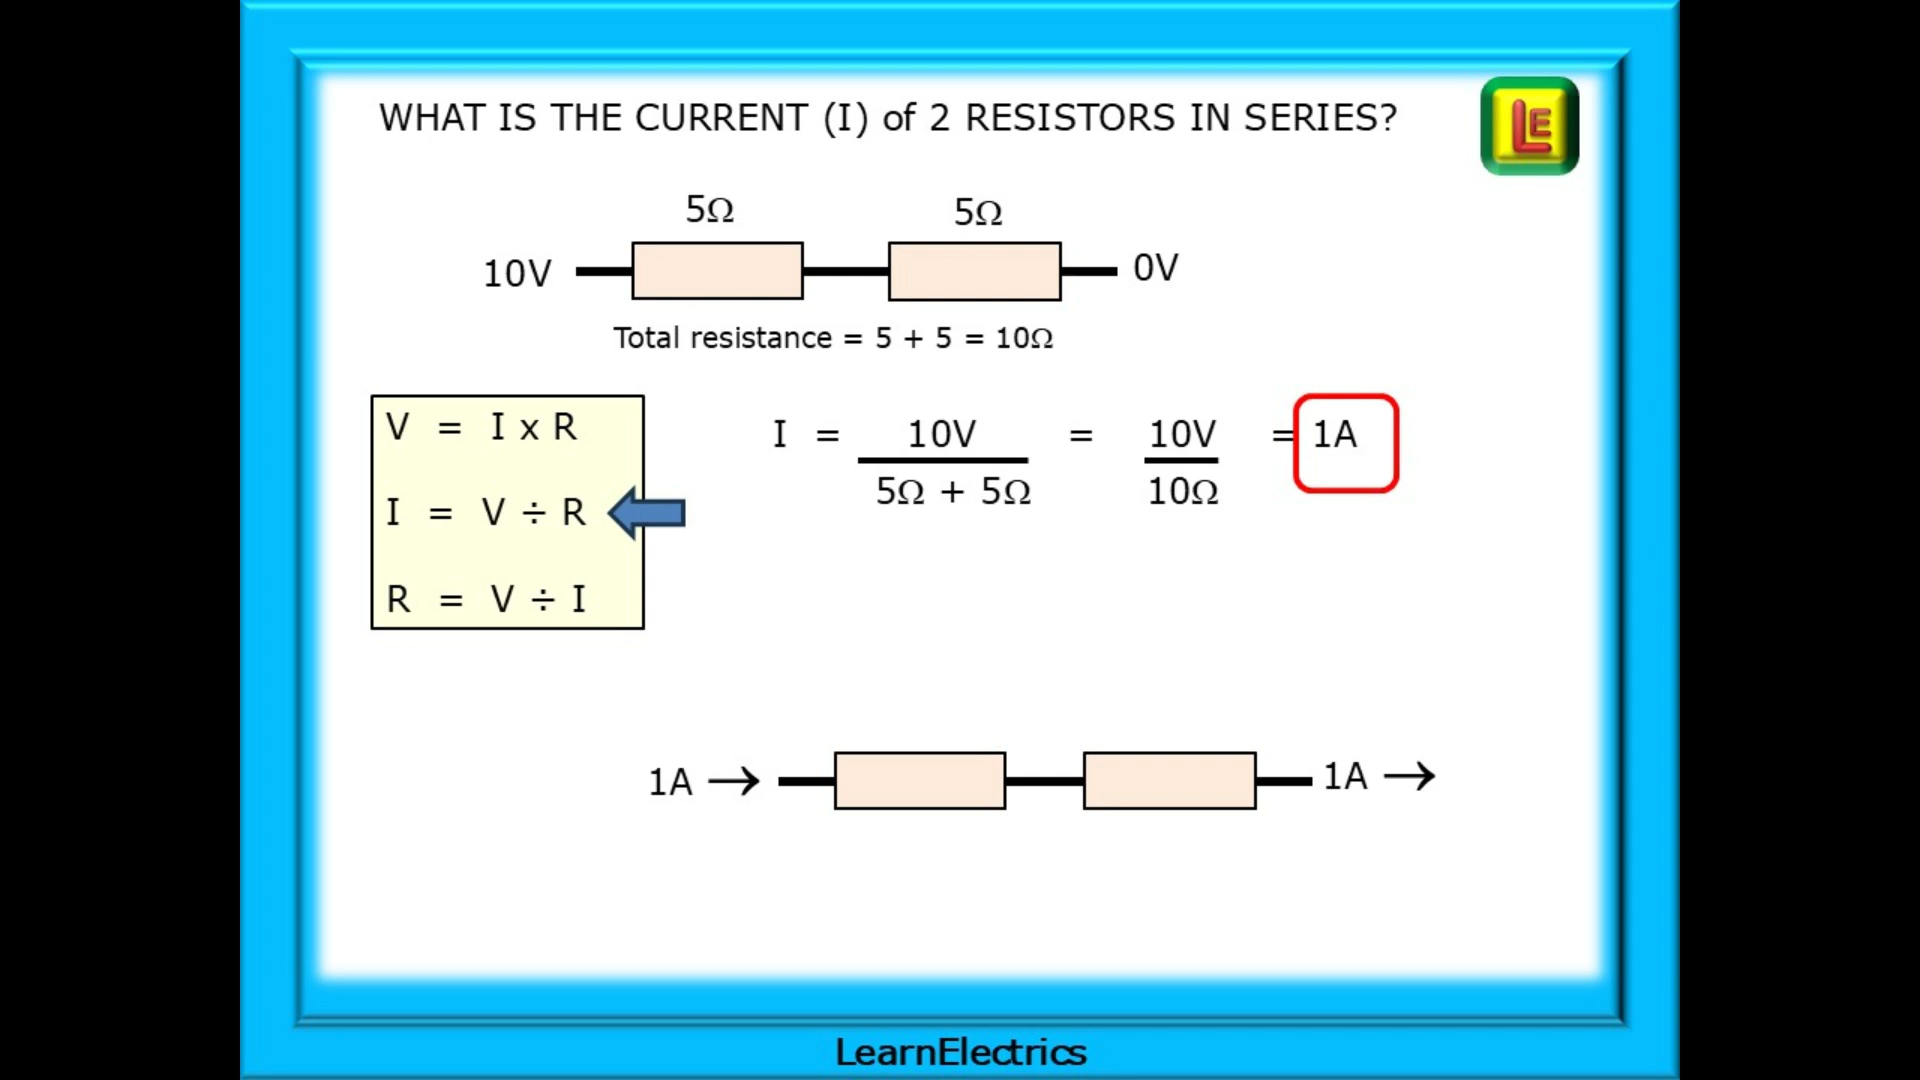 WHAT IS THE CURRENT (I) of 2 RESISTORS IN SERIES?
LE
5Ω 5Ω
10V 0V
Total resistance = 5 + 5 = 10Ω
V = I x R
I = V ÷ R
R = V ÷ I
I = 10V = 10V = 1A
5Ω + 5Ω 10Ω
1A → 1A →
LearnElectrics